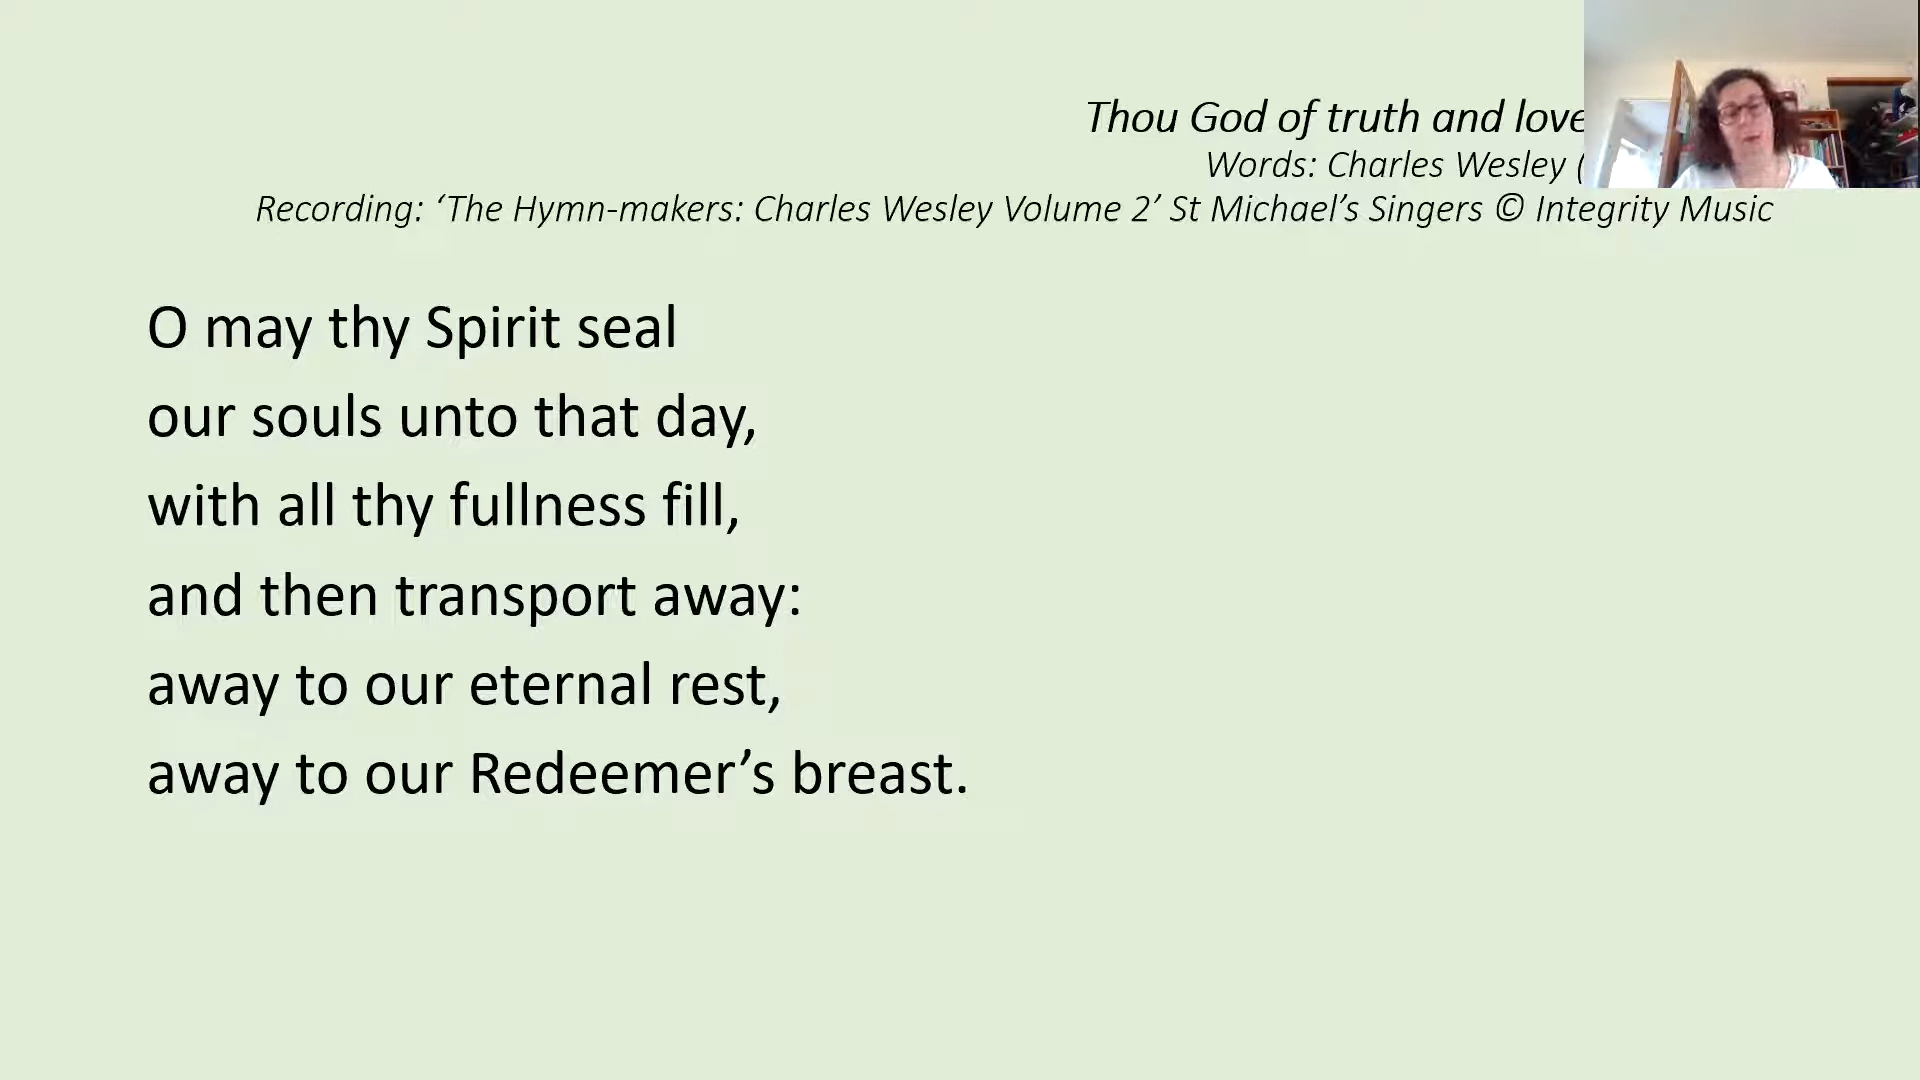 Thou God of truth and love
Words: Charles Wesley (
Recording: ‘The Hymn-makers: Charles Wesley Volume 2’ St Michael’s Singers © Integrity Music
O may thy Spirit seal
our souls unto that day,
with all thy fullness fill,
and then transport away:
away to our eternal rest,
away to our Redeemer’s breast.